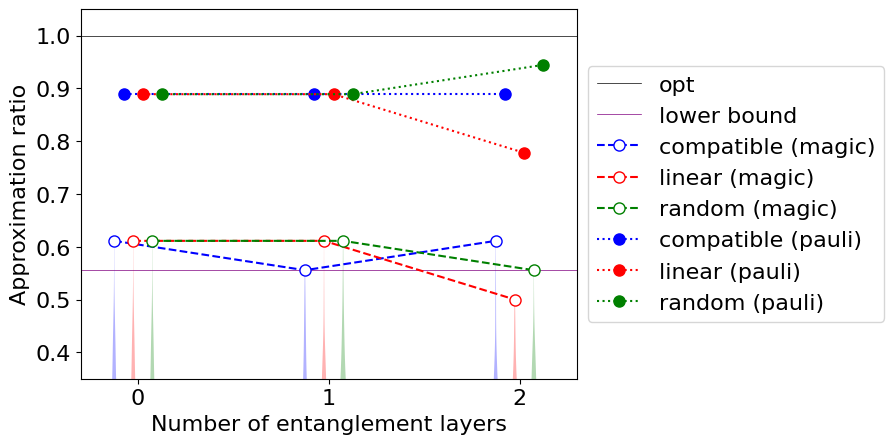 1.0
0.9
0.8
0.7
0.6
0.5
0.4
Approximation ratio
0 1 2
Number of entanglement layers
opt
lower bound
compatible (magic)
linear (magic)
random (magic)
compatible (pauli)
linear (pauli)
random (pauli)